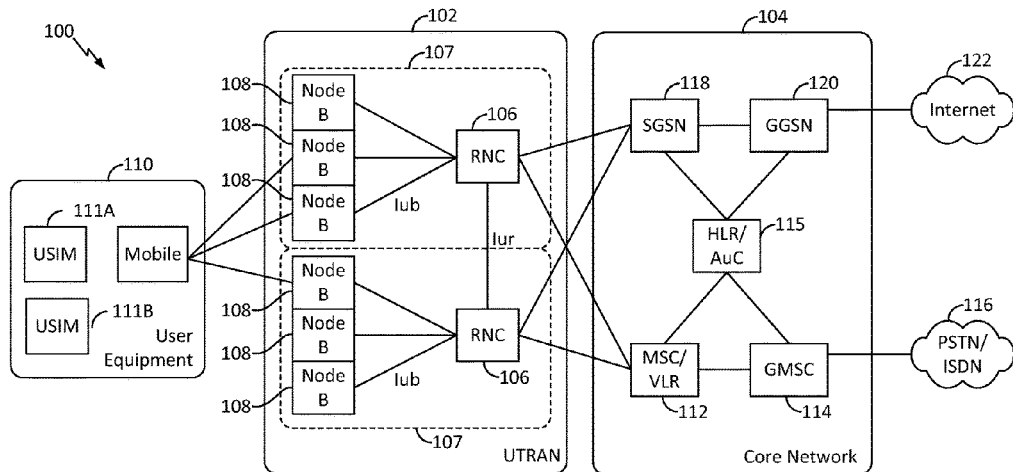 100
102
104
107
108
Node
B
108
Node
B
108
Node
B
106
RNC
Iub
Iur
118
SGSN
120
GGSN
122
Internet
110
111A
USIM
Mobile
111B
USIM
User
Equipment
HLR/
AuC
115
Node
B
108
Node
B
108
Node
B
108
RNC
106
Iub
107
UTRAN
MSC/
VLR
112
GMSC
114
116
PSTN/
ISDN
Core Network